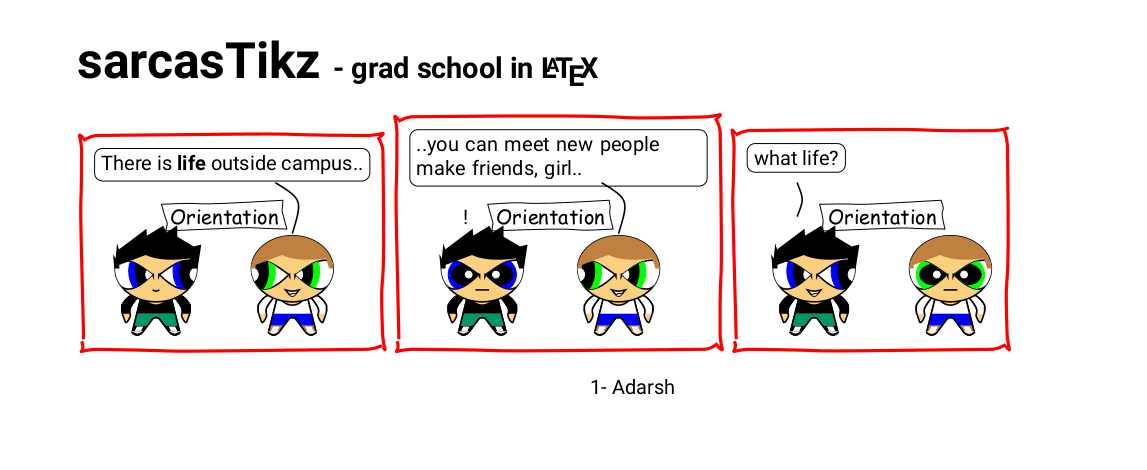 sarcasTikz - grad school in LATEX
There is life outside campus..
Orientation
..you can meet new people
make friends, girl..
!
Orientation
what life?
Orientation
1- Adarsh